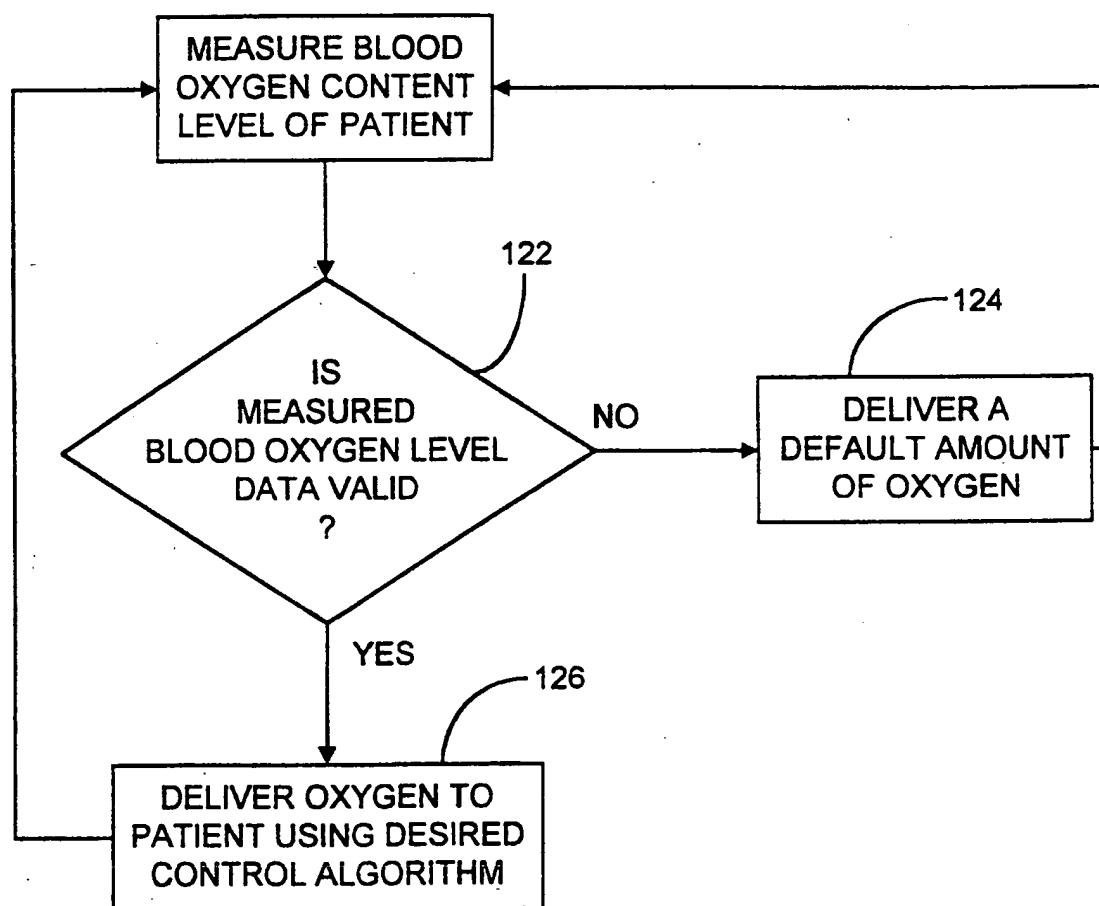 MEASURE BLOOD
OXYGEN CONTENT
LEVEL OF PATIENT
122
IS
MEASURED
BLOOD OXYGEN LEVEL
DATA VALID
?
NO
124
DELIVER A
DEFAULT AMOUNT
OF OXYGEN
YES
126
DELIVER OXYGEN TO
PATIENT USING DESIRED
CONTROL ALGORITHM